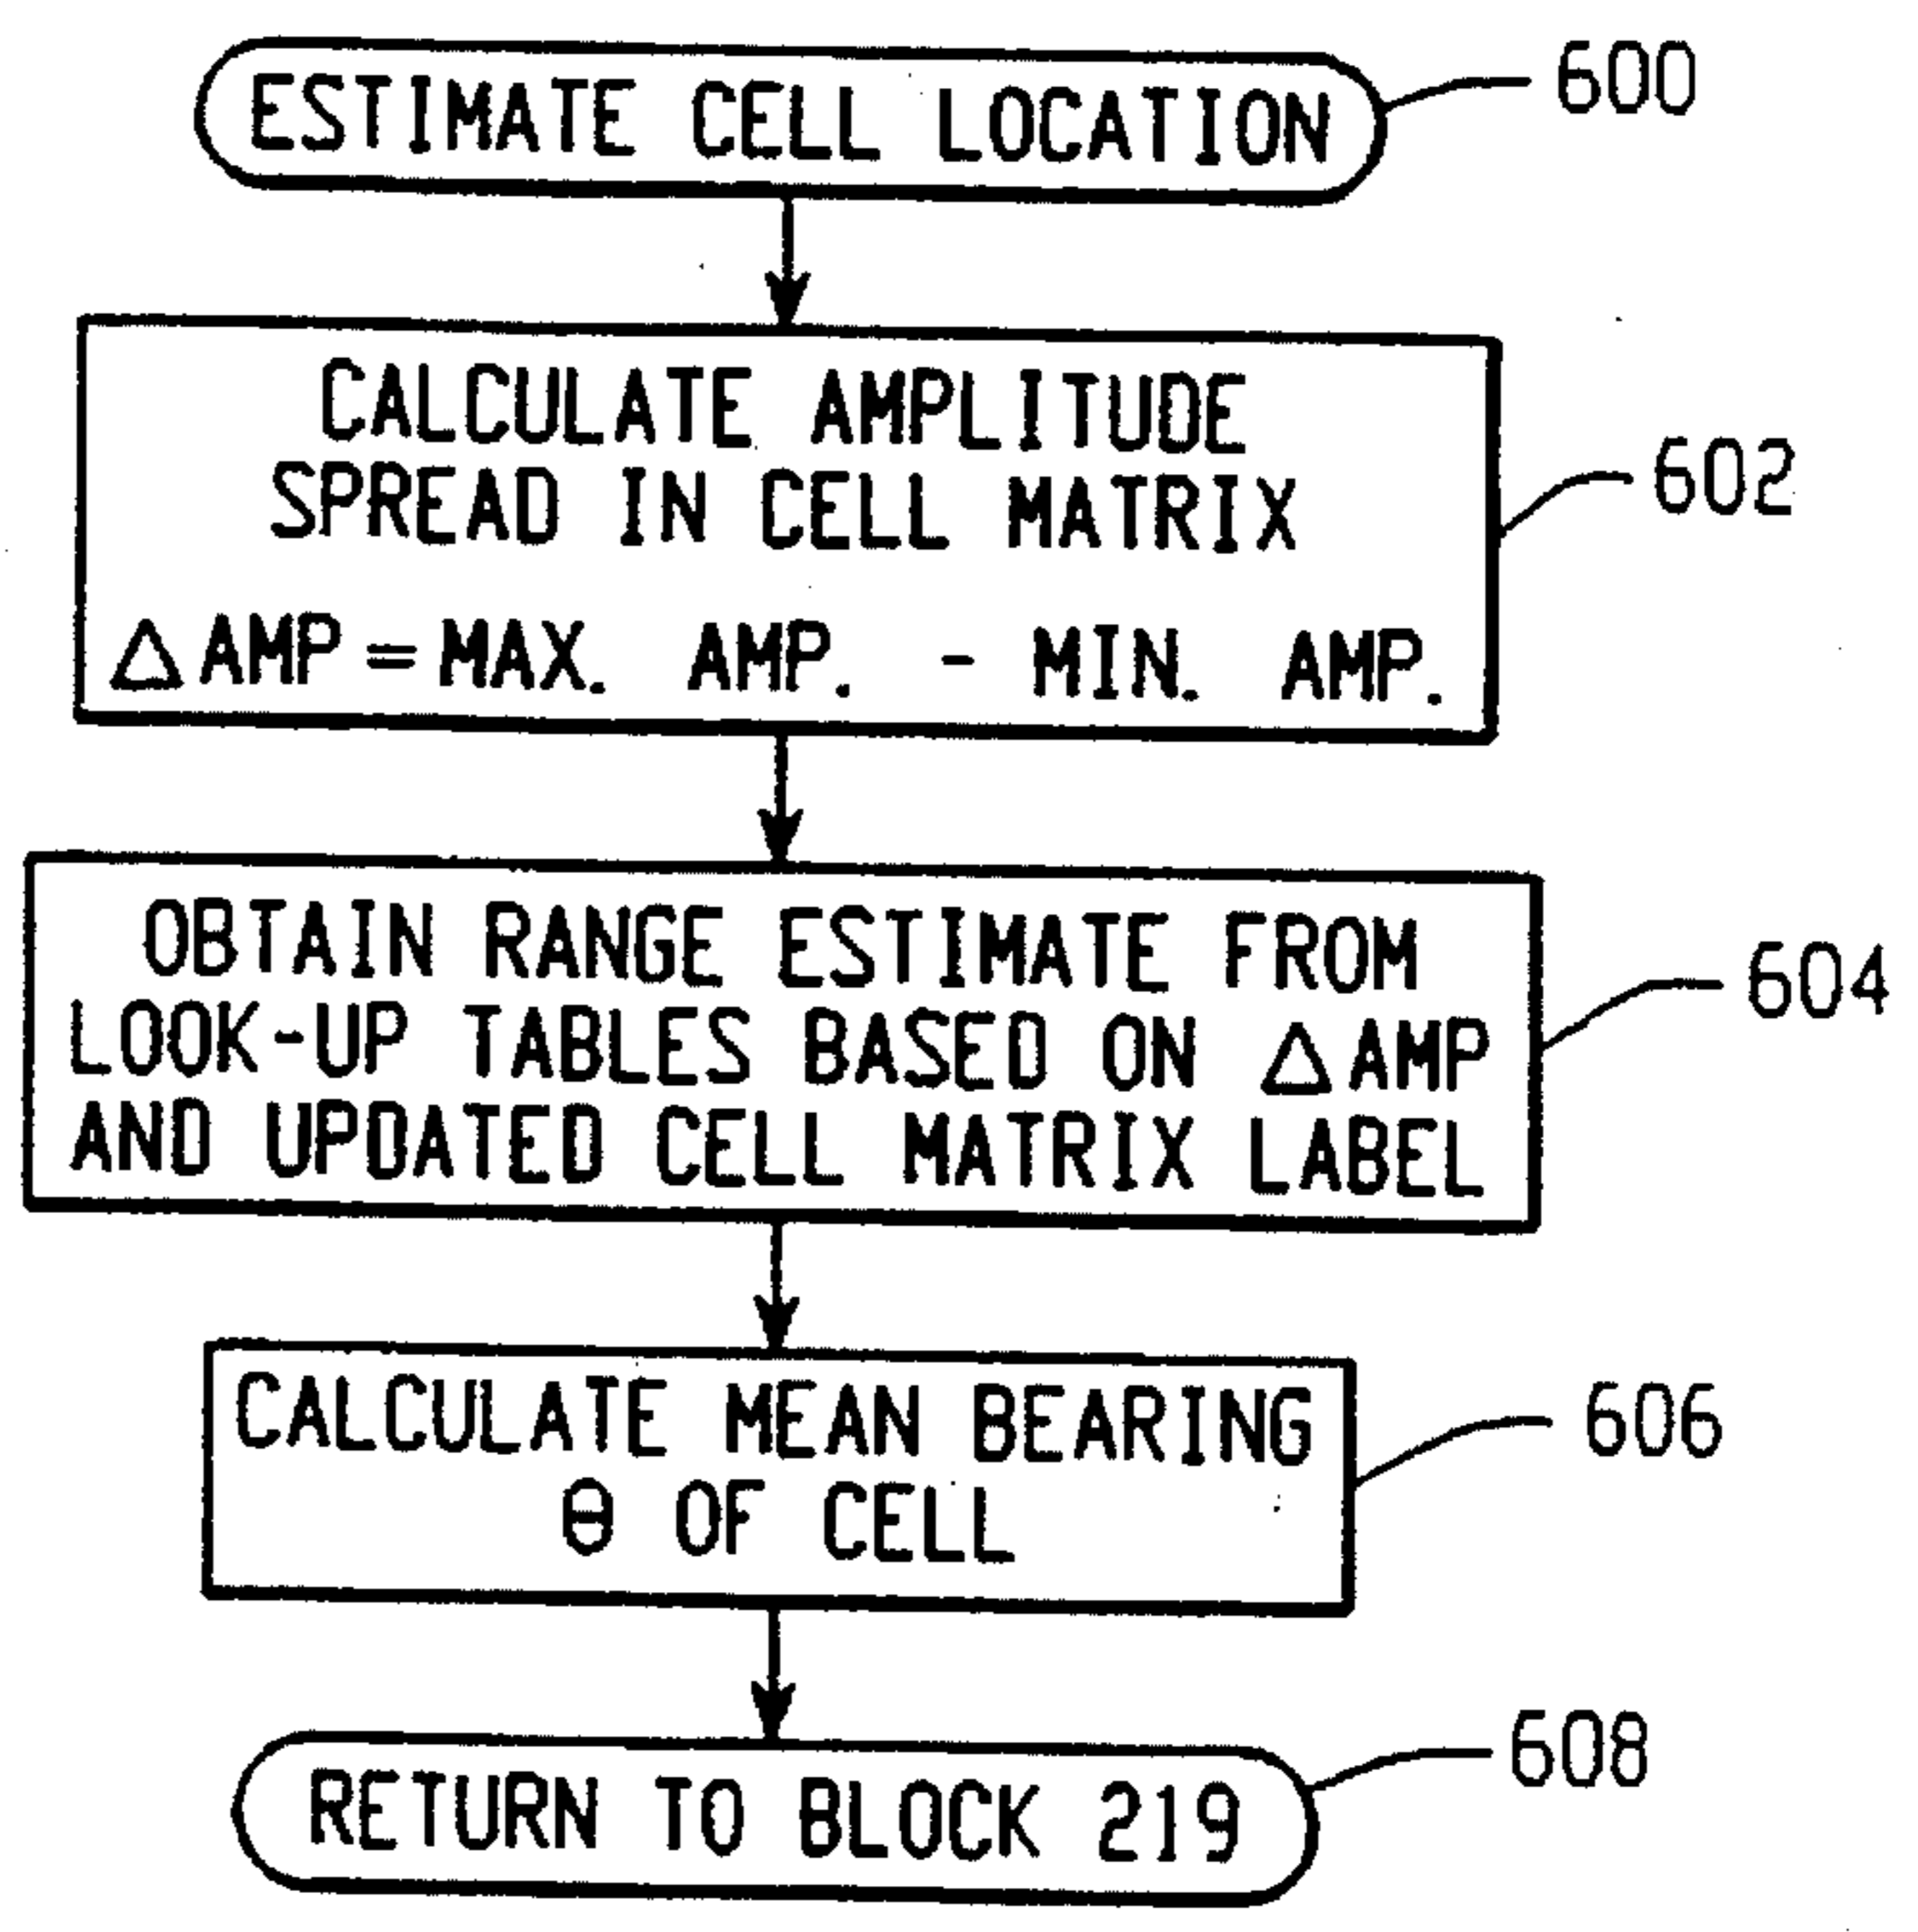 ESTIMATE CELL LOCATION
600
CALCULATE AMPLITUDE
SPREAD IN CELL MATRIX
△ AMP = MAX. AMP. - MIN. AMP.
602
OBTAIN RANGE ESTIMATE FROM
LOOK-UP TABLES BASED ON △ AMP
AND UPDATED CELL MATRIX LABEL
604
CALCULATE MEAN BEARING
θ OF CELL
606
RETURN TO BLOCK 219
608